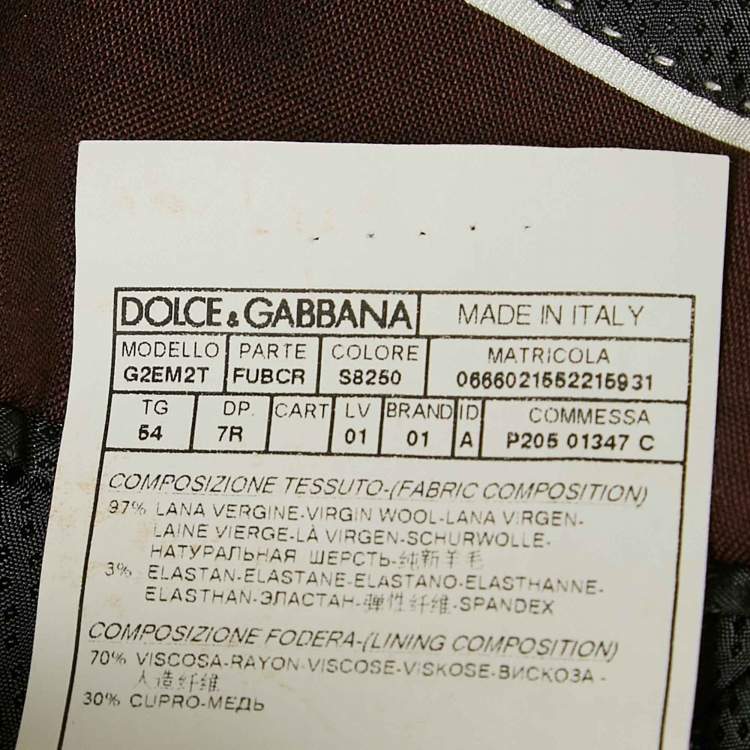 DOLCE & GABBANA MADE IN ITALY
MODELLO PARTE COLORE MATRICOLA
G2EM2T FUBCR S8250 0666021552215931
TG DP. CART LV BRAND ID COMMESSA
54 7R 01 01 A P205 01347 C
COMPOSIZIONE TESSUTO-(FABRIC COMPOSITION)
97% LANA VERGINE-VIRGIN WOOL-LANA VIRGEN-
LAINE VIERGE-LÀ VIRGEN-SCHURWOLLE-
НАТУРАЛЬНАЯ ШЕРСТЬ-纯新羊毛
3% ELASTAN-ELASTANE-ELASTANO-ELASTHANNE-
ELASTHAN-ЭЛАСТАН-弹性纤维-SPANDEX
COMPOSIZIONE FODERA-(LINING COMPOSITION)
70% VISCOSA-RAYON-VISCOSE-VISKOSE-ВИСКОЗА-
人造纤维
30% CUPRO-МЕДЬ